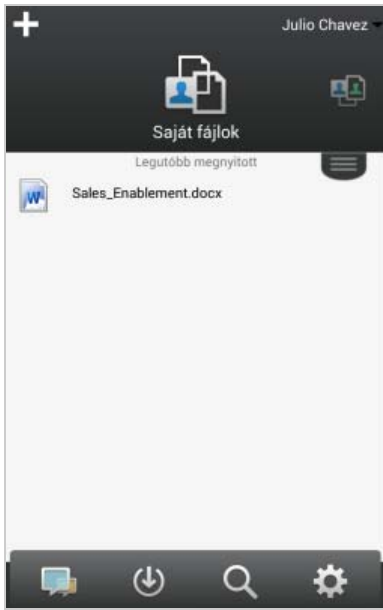 Julio Chavez
Saját fájlok
Legutóbb megnyitott
Sales_Enablement.docx